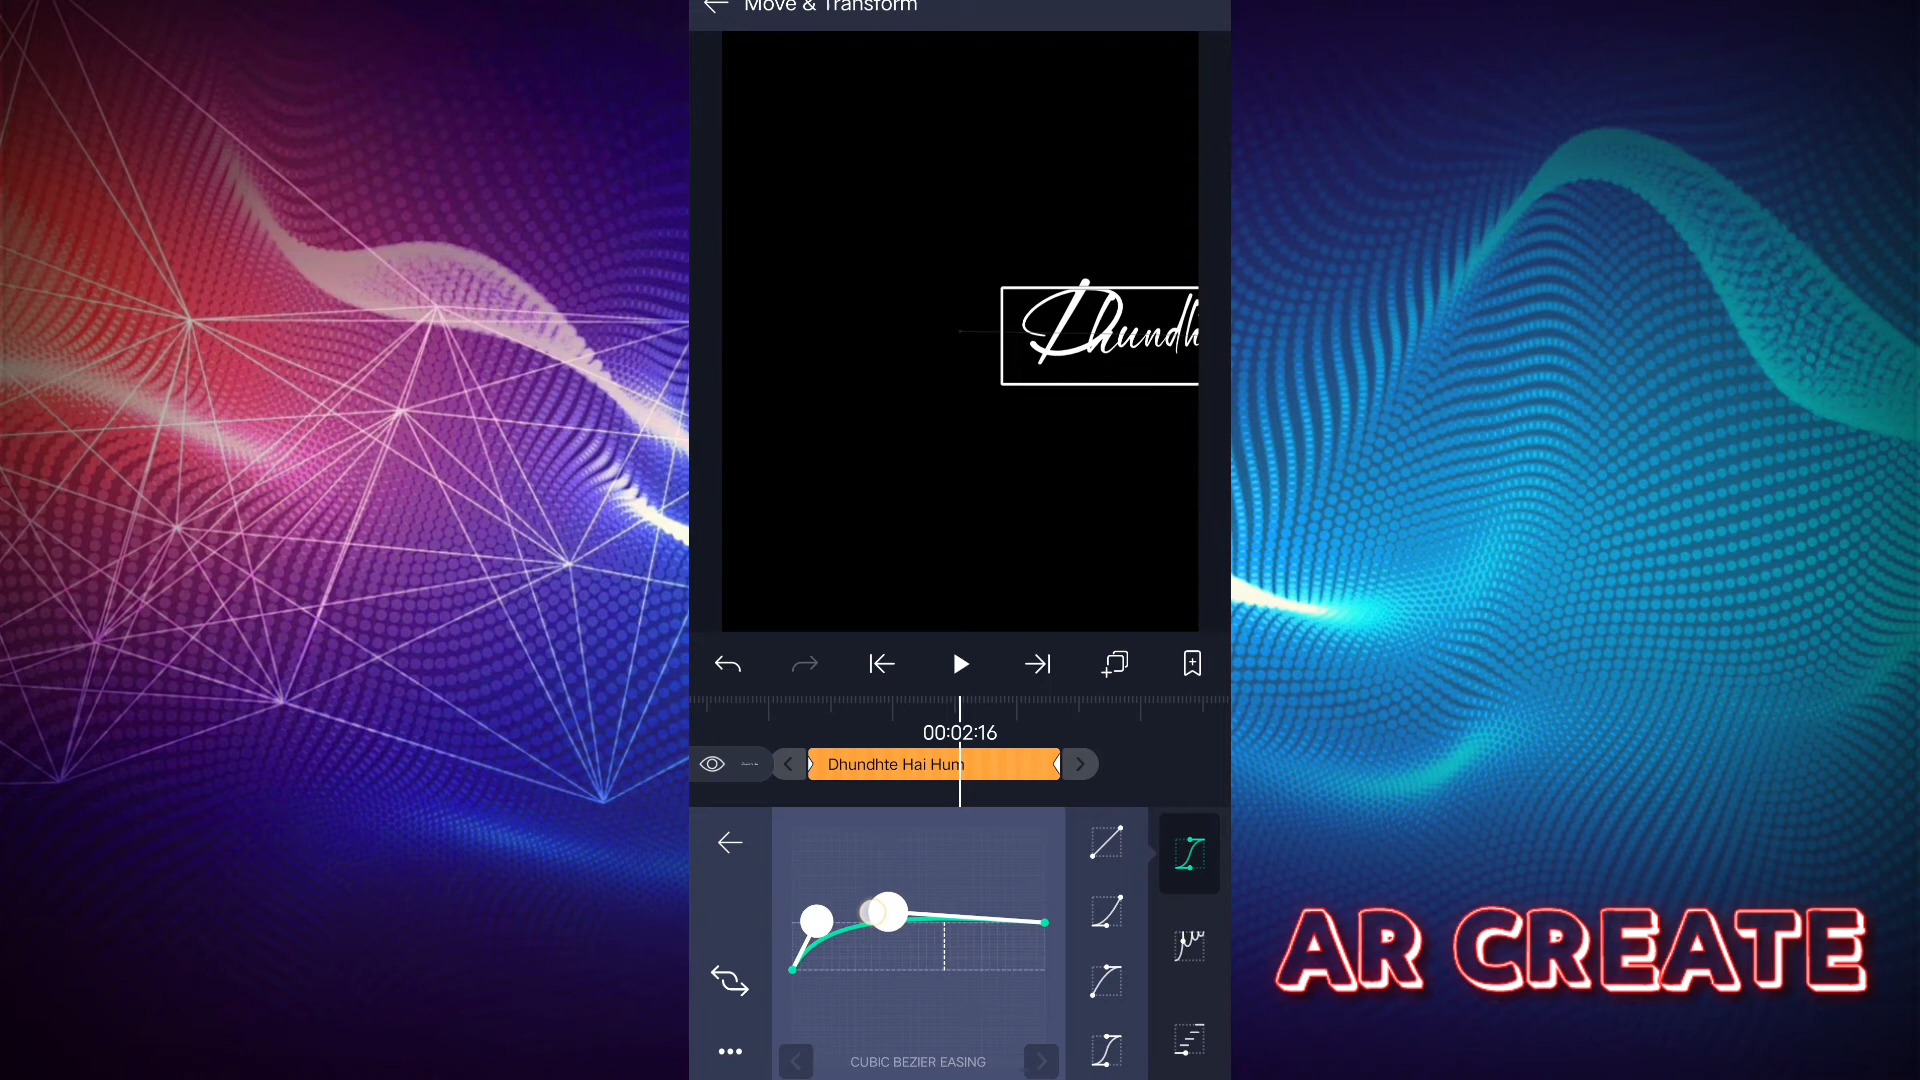 Move & Transform
Dhundh
00:02:16
Dhundhte Hai Hum
CUBIC BEZIER EASING
AR CREATE